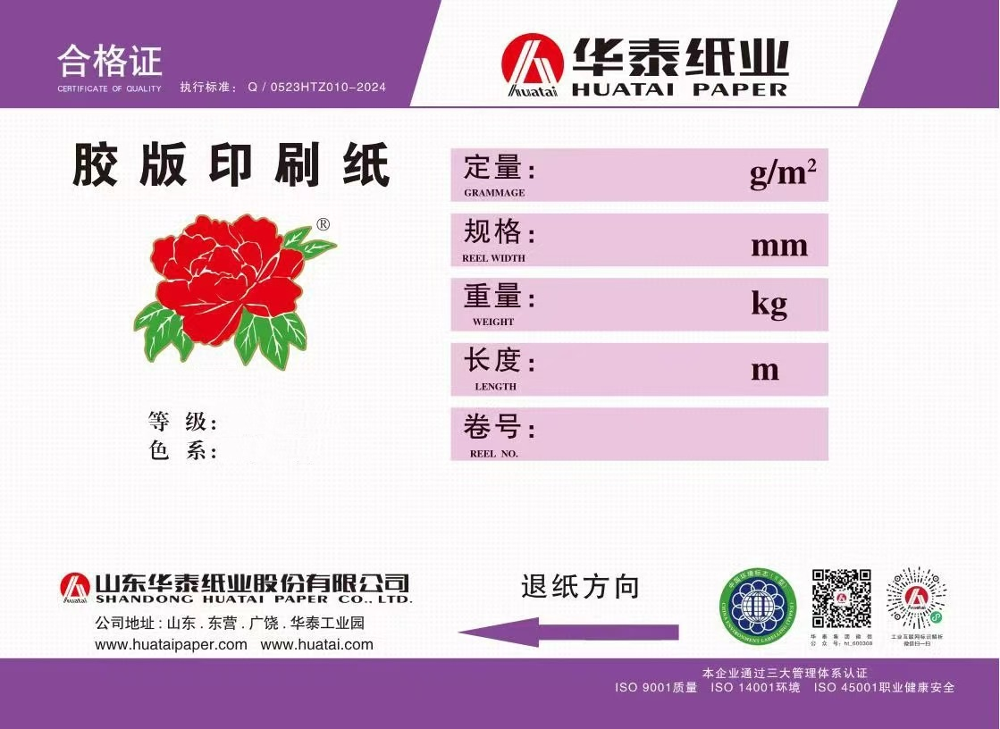 合格证
CERTIFICATE OF QUALITY
执行标准： Q / 0523HTZ010-2024
huatai
华泰纸业
HUATAI PAPER
胶版印刷纸
®
等 级：
色 系：
定量： g/m²
GRAMMAGE
规格： mm
REEL WIDTH
重量： kg
WEIGHT
长度： m
LENGTH
卷号：
REEL NO.
huatai
山东华泰纸业股份有限公司
SHANDONG HUATAI PAPER CO., LTD.
公司地址 : 山东 . 东营 . 广饶 . 华泰工业园
www.huataipaper.com www.huatai.com
退纸方向
中国环境标志(Ⅱ型)
CHINA ENVIRONMENT LABELLING (TYPE II)
华泰集团微信
公众号：ht_600308
工业互联网标识解析
微信扫一扫
本企业通过三大管理体系认证
ISO 9001质量 ISO 14001环境 ISO 45001职业健康安全